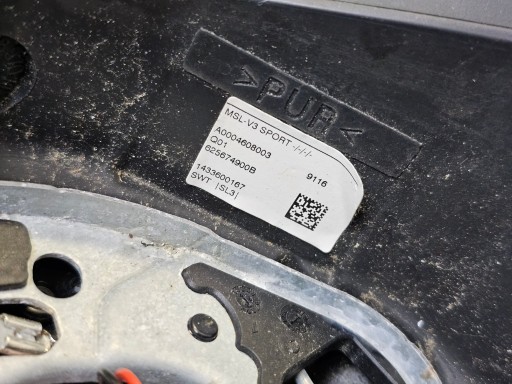 >PUR<
MSL-V3 SPORT -/-/-
A0004608003 9116
Q01
625674900B
1433600167
SWT |SL3|